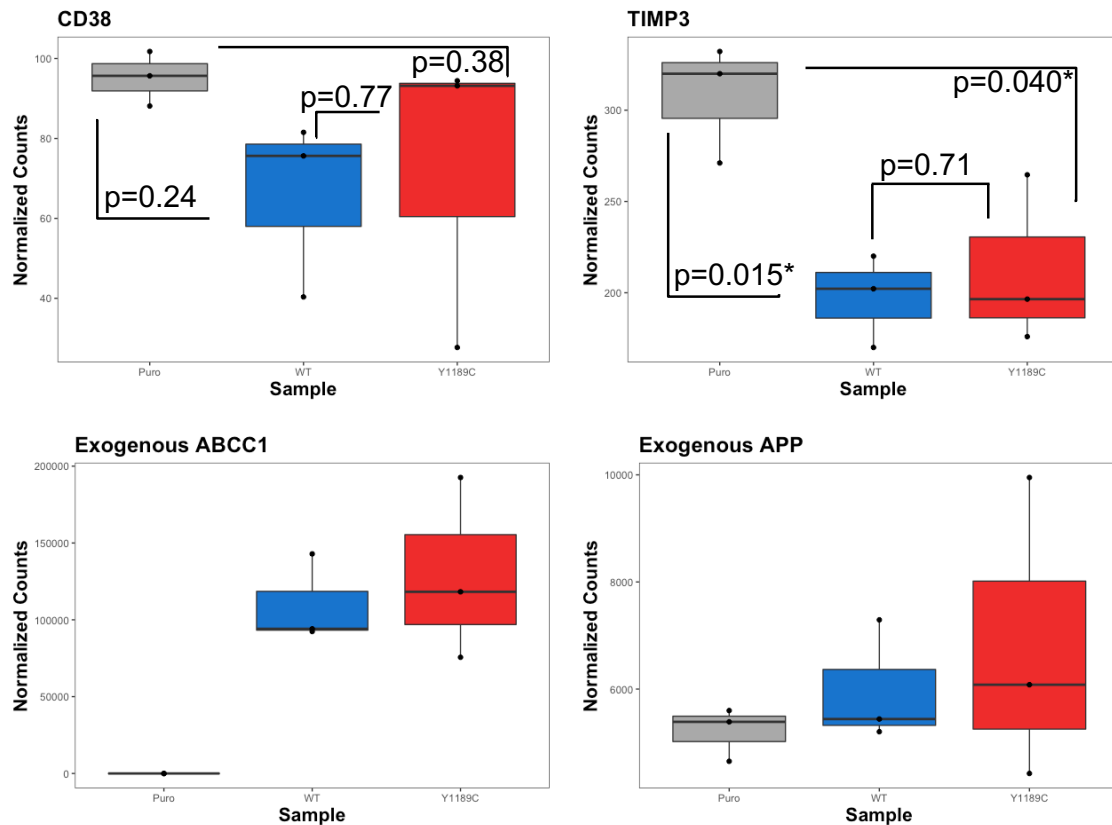 CD38
Normalized Counts
100
80
60
40
p=0.38
p=0.77
p=0.24
Puro
WT
Y1189C
Sample
TIMP3
Normalized Counts
300
250
200
p=0.040*
p=0.71
p=0.015*
Puro
WT
Y1189C
Sample
Exogenous ABCC1
Normalized Counts
200000
150000
100000
50000
0
Puro
WT
Y1189C
Sample
Exogenous APP
Normalized Counts
10000
8000
6000
Puro
WT
Y1189C
Sample